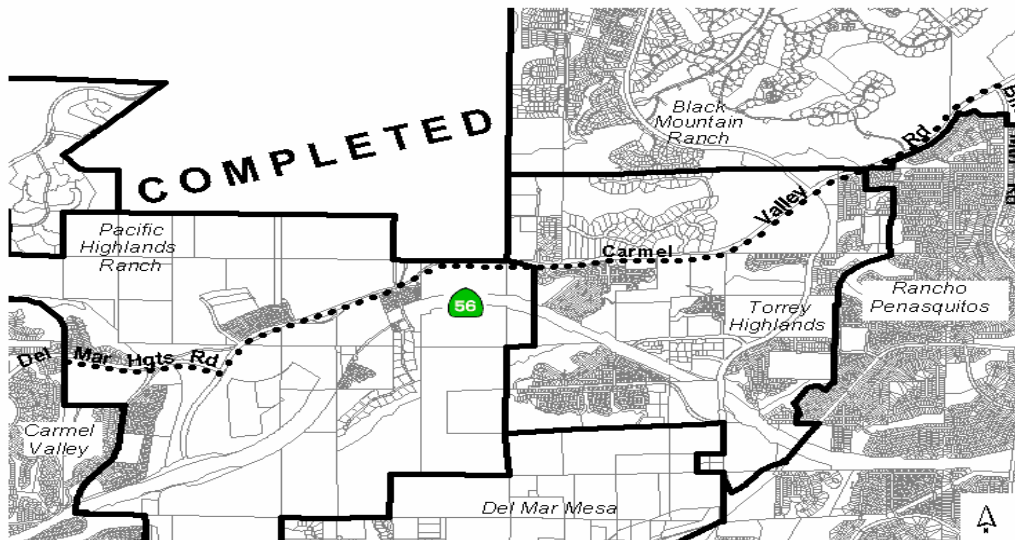 COMPLETED
Black
Mountain
Ranch
Rd
Valley
Carmel
Pacific
Highlands
Ranch
56
Rancho
Penasquitos
Torrey
Highlands
Del Mar Hgts Rd
Carmel
Valley
Del Mar Mesa